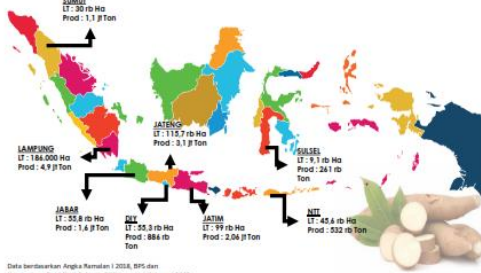 SUMUT
LT : 30 rb Ha
Prod : 1,1 jt Ton
JATENG
LT : 115,7 rb Ha
Prod : 3,1 jt Ton
LAMPUNG
LT : 186.000 Ha
Prod : 4,9 jt Ton
SULSEL
LT : 9,1 rb Ha
Prod : 261 rb
Ton
JABAR
LT : 55,8 rb Ha
Prod : 1,6 jt Ton
DIY
LT : 55,3 rb Ha
Prod : 886 rb
Ton
JATIM
LT : 99 rb Ha
Prod : 2,06 jt Ton
NTT
LT : 45,6 rb Ha
Prod : 532 rb Ton
Data berdasarkan Angka Ramalan I 2018, BPS.dan